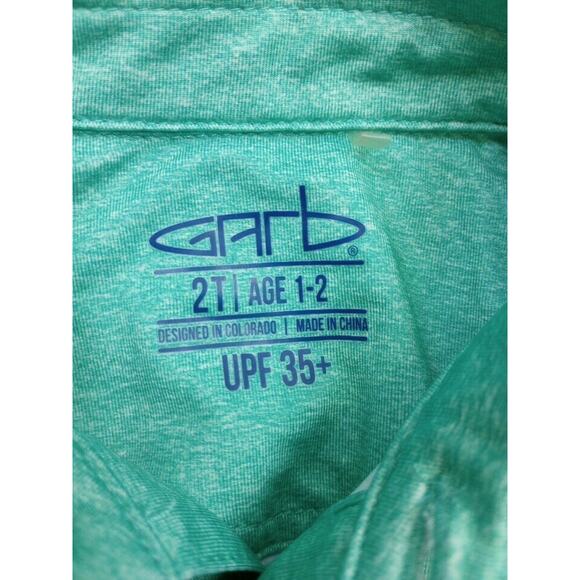 GArb®
2T | AGE 1-2
DESIGNED IN COLORADO | MADE IN CHINA
UPF 35+